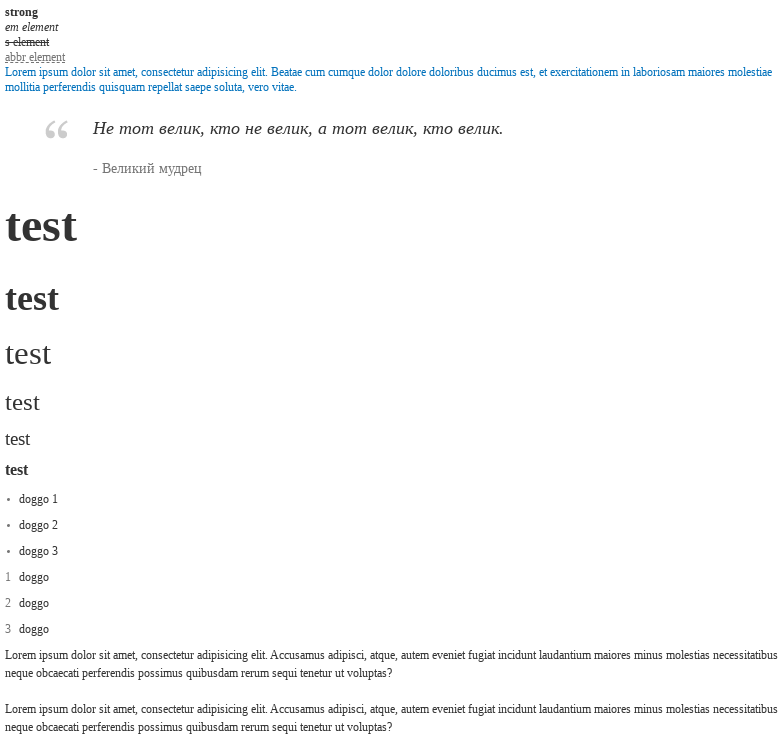 strong
em element
s element
abbr element
Lorem ipsum dolor sit amet, consectetur adipisicing elit. Beatae cum cumque dolor dolore doloribus ducimus est, et exercitationem in laboriosam maiores molestiae
mollitia perferendis quisquam repellat saepe soluta, vero vitae.
“ Не тот велик, кто не велик, а тот велик, кто велик.
- Великий мудрец
test
test
test
test
test
test
• doggo 1
• doggo 2
• doggo 3
1 doggo
2 doggo
3 doggo
Lorem ipsum dolor sit amet, consectetur adipisicing elit. Accusamus adipisci, atque, autem eveniet fugiat incidunt laudantium maiores minus molestias necessitatibus
neque obcaecati perferendis possimus quibusdam rerum sequi tenetur ut voluptas?
Lorem ipsum dolor sit amet, consectetur adipisicing elit. Accusamus adipisci, atque, autem eveniet fugiat incidunt laudantium maiores minus molestias necessitatibus
neque obcaecati perferendis possimus quibusdam rerum sequi tenetur ut voluptas?